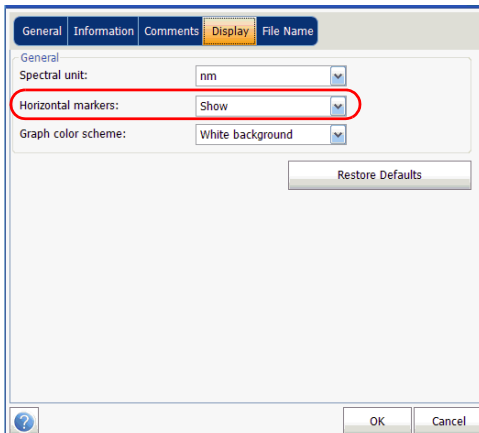 General Information Comments Display File Name
General
Spectral unit: nm
Horizontal markers: Show
Graph color scheme: White background
Restore Defaults
? OK Cancel